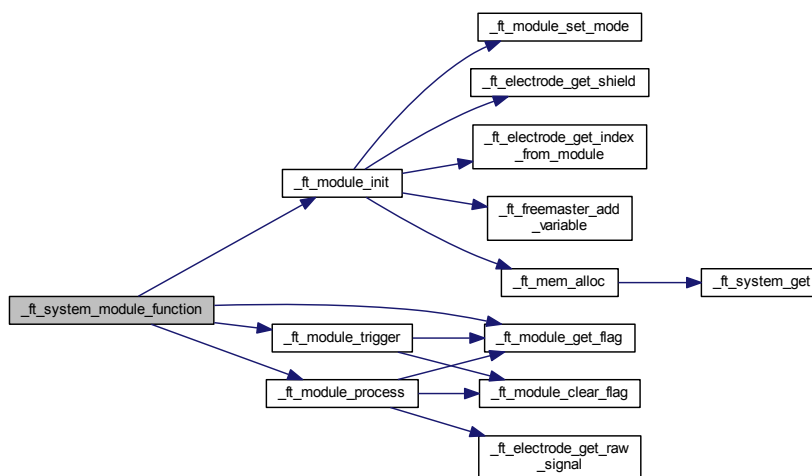 _ft_module_set_mode
_ft_electrode_get_shield
_ft_electrode_get_index
_from_module
_ft_module_init
_ft_freemaster_add
_variable
_ft_mem_alloc
_ft_system_get
_ft_system_module_function
_ft_module_trigger
_ft_module_get_flag
_ft_module_process
_ft_module_clear_flag
_ft_electrode_get_raw
_signal